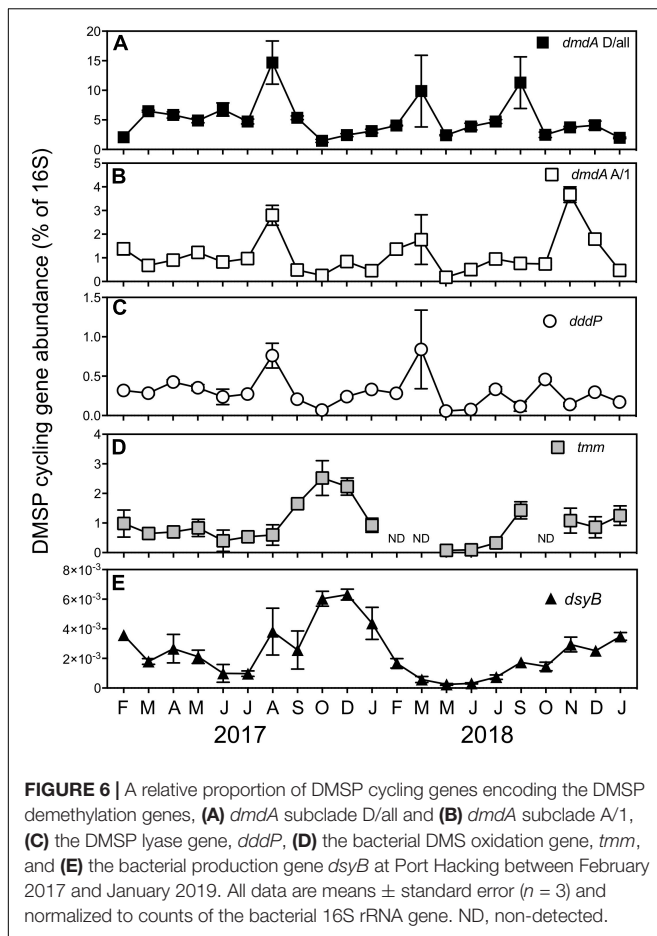 DMSP cycling gene abundance (% of 16S)
A
dmdA D/all
20
15
10
5
0
B
dmdA A/1
5
4
3
2
1
0
C
dddP
1.5
1.0
0.5
0.0
D
tmm
4
3
2
1
0
ND ND ND
E
dsyB
8×10⁻³
6×10⁻³
4×10⁻³
2×10⁻³
0
F M A M J J A S O D J F M M J J A S O N D J
2017 2018
FIGURE 6 | A relative proportion of DMSP cycling genes encoding the DMSP
demethylation genes, (A) dmdA subclade D/all and (B) dmdA subclade A/1,
(C) the DMSP lyase gene, dddP, (D) the bacterial DMS oxidation gene, tmm,
and (E) the bacterial production gene dsyB at Port Hacking between February
2017 and January 2019. All data are means ± standard error (n = 3) and
normalized to counts of the bacterial 16S rRNA gene. ND, non-detected.